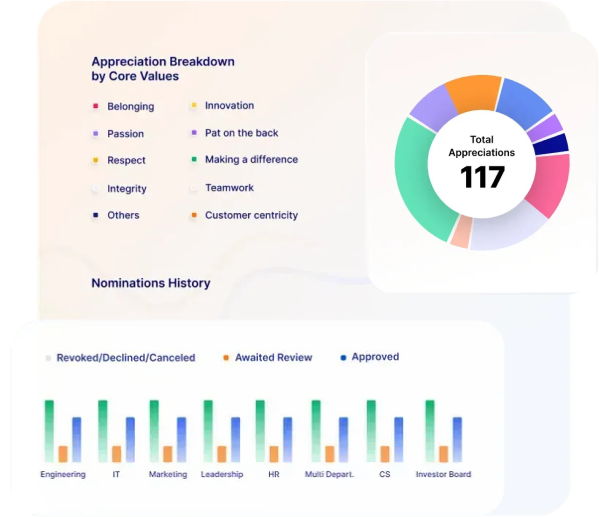 Appreciation Breakdown
by Core Values
Belonging
Innovation
Passion
Pat on the back
Respect
Making a difference
Integrity
Teamwork
Others
Customer centricity
Total
Appreciations
117
Nominations History
Revoked/Declined/Canceled
Awaited Review
Approved
Engineering
IT
Marketing
Leadership
HR
Multi Depart.
CS
Investor Board